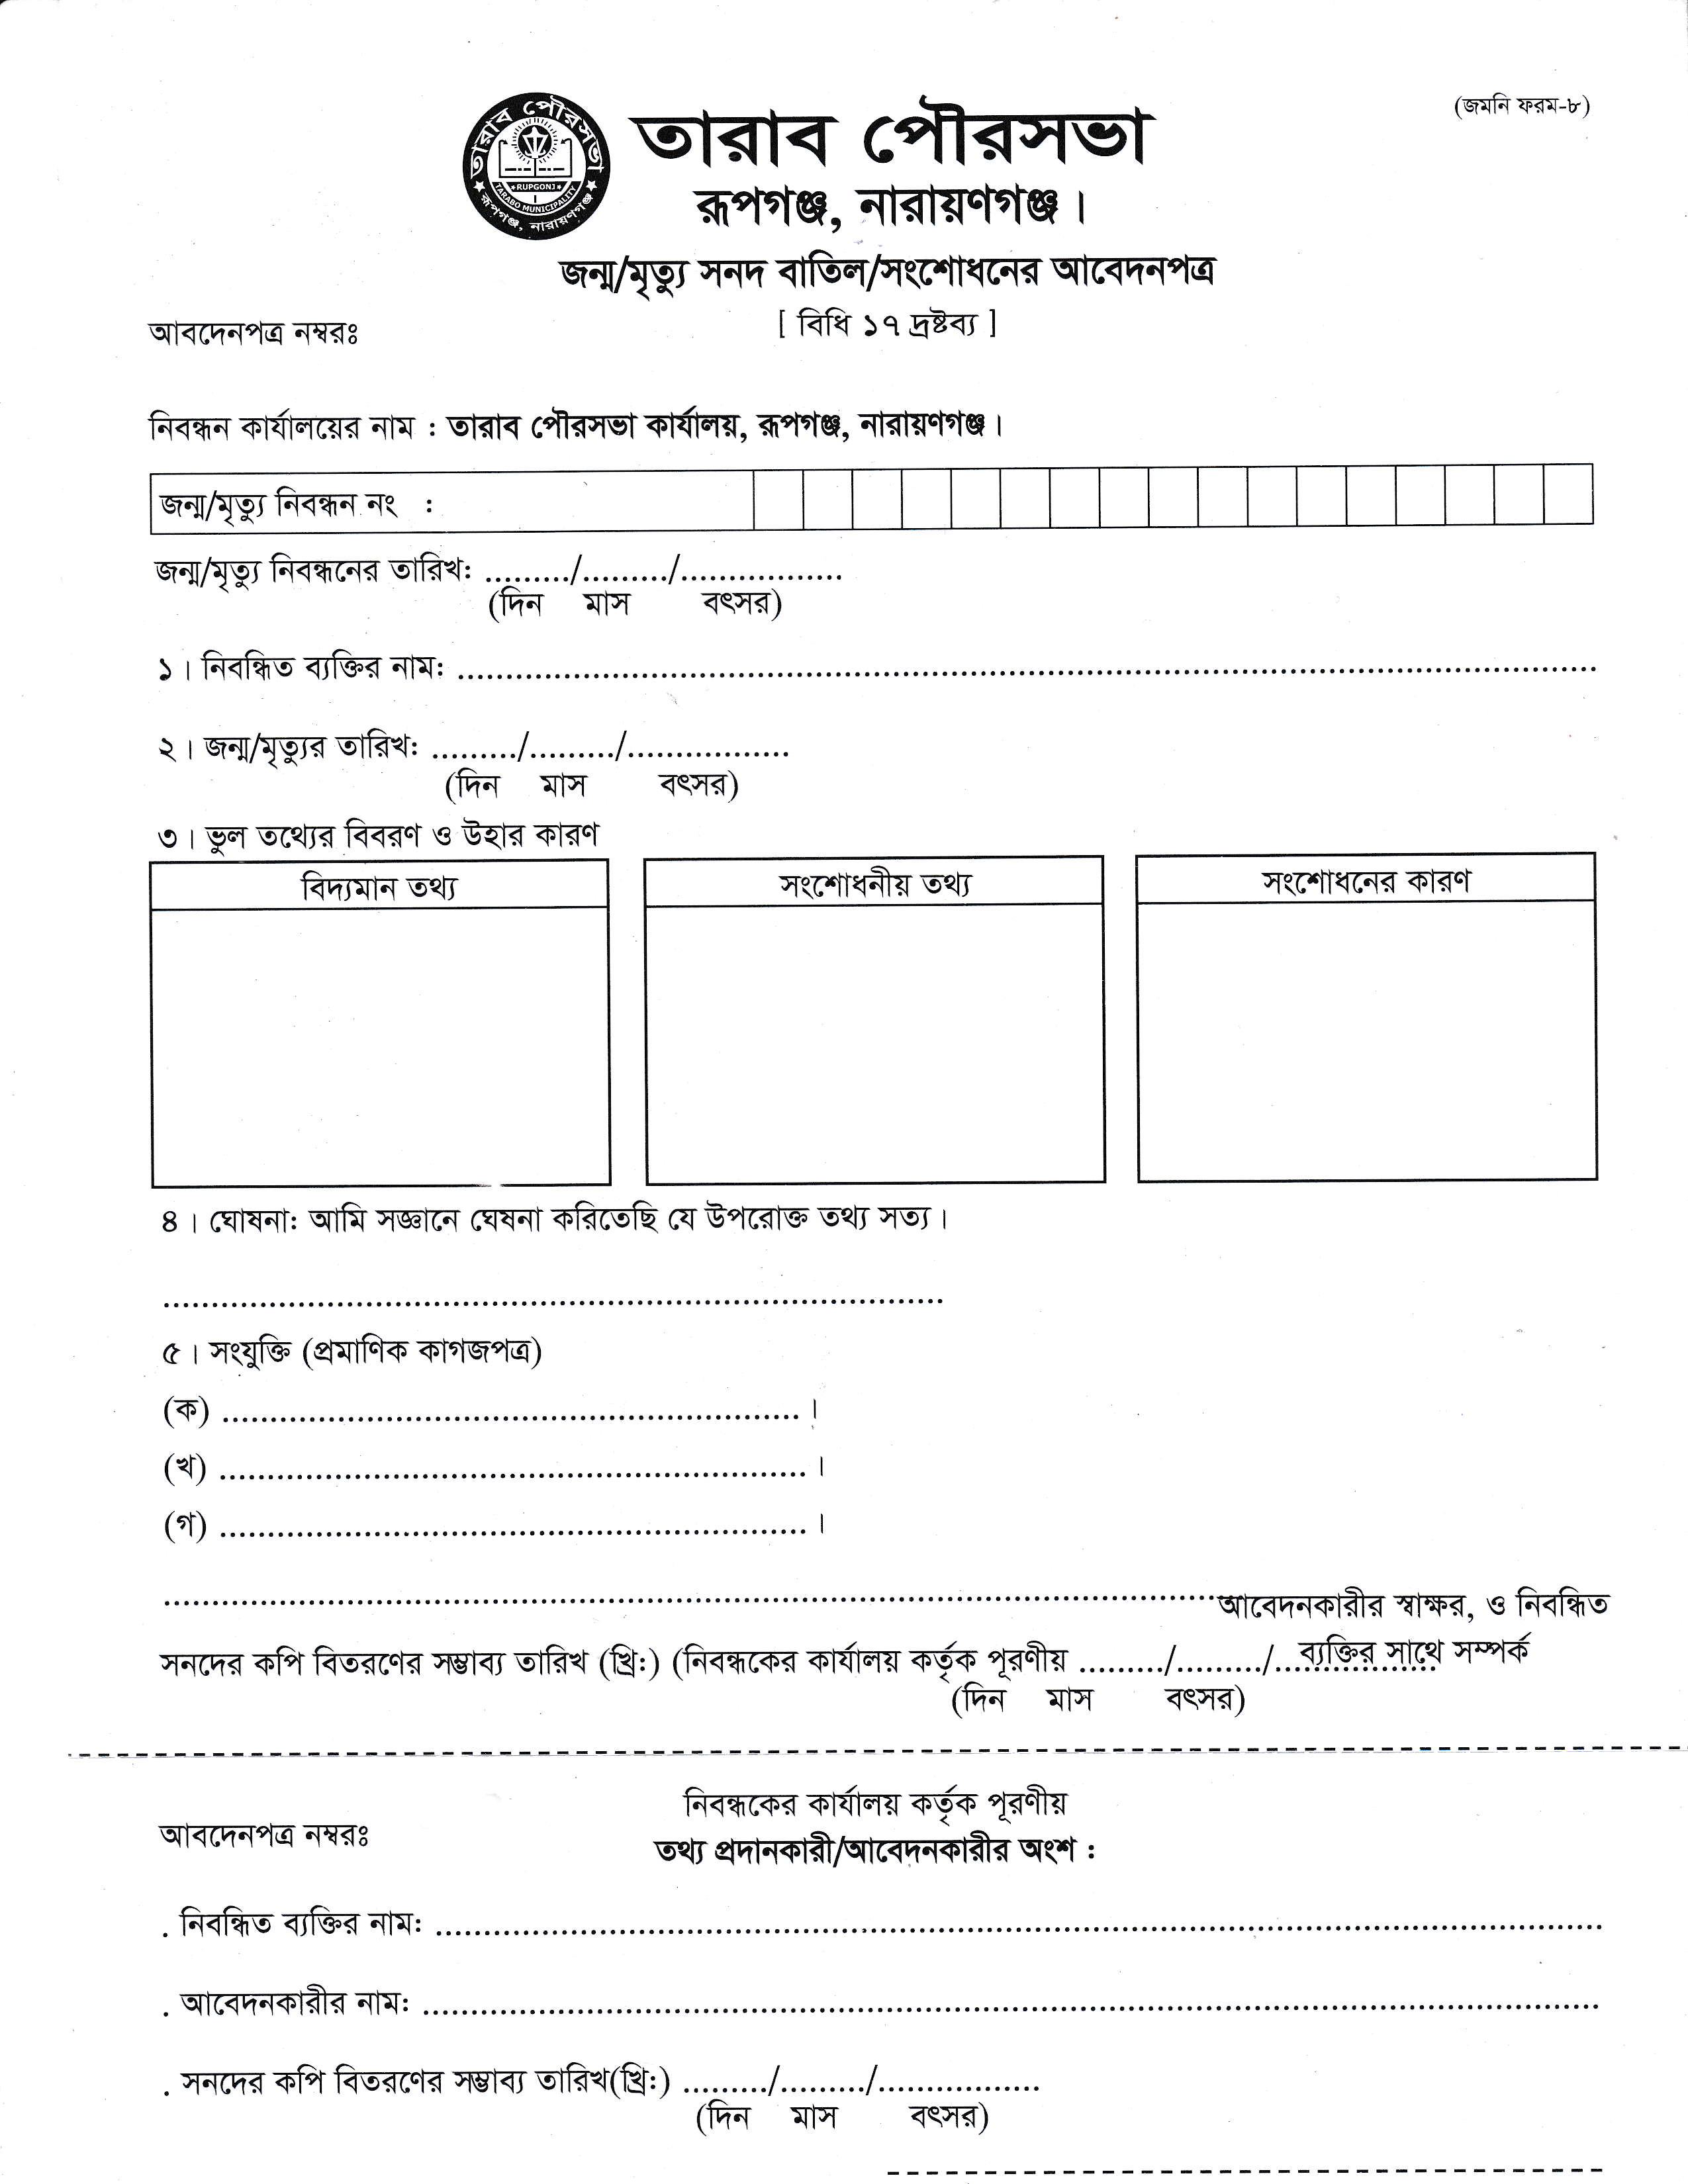 (জমনি ফরম-৮)
তারাব পৌরসভা
তারাব পৌরসভা
RUPGONJ
TARABO MUNICIPALITY
রূপগঞ্জ, নারায়ণগঞ্জ
রূপগঞ্জ, নারায়ণগঞ্জ।
জন্ম/মৃত্যু সনদ বাতিল/সংশোধনের আবেদনপত্র
[ বিধি ১৭ দ্রষ্টব্য ]
আবদেনপত্র নম্বরঃ
নিবন্ধন কার্যালয়ের নাম : তারাব পৌরসভা কার্যালয়, রূপগঞ্জ, নারায়ণগঞ্জ।
জন্ম/মৃত্যু নিবন্ধন নং :
জন্ম/মৃত্যু নিবন্ধনের তারিখ: ........./........./.................
(দিন মাস বৎসর)
১। নিবন্ধিত ব্যক্তির নাম: ........................................................................................................................
২। জন্ম/মৃত্যুর তারিখ: ........./........./.................
(দিন মাস বৎসর)
৩। ভুল তথ্যের বিবরণ ও উহার কারণ
বিদ্যমান তথ্য সংশোধনীয় তথ্য সংশোধনের কারণ
৪। ঘোষনা: আমি সজ্ঞানে ঘেষনা করিতেছি যে উপরোক্ত তথ্য সত্য।
.................................................................................
৫। সংযুক্তি (প্রমাণিক কাগজপত্র)
(ক) ............................................................।
(খ) .............................................................।
(গ) .............................................................।
..............................................................................................................আবেদনকারীর স্বাক্ষর, ও নিবন্ধিত
ব্যক্তির সাথে সম্পর্ক
সনদের কপি বিতরণের সম্ভাব্য তারিখ (খ্রি:) (নিবন্ধকের কার্যালয় কর্তৃক পূরণীয় ........./........./.................
(দিন মাস বৎসর)
নিবন্ধকের কার্যালয় কর্তৃক পূরণীয়
আবদেনপত্র নম্বরঃ
তথ্য প্রদানকারী/আবেদনকারীর অংশ :
. নিবন্ধিত ব্যক্তির নাম: ..........................................................................................................................
. আবেদনকারীর নাম: ...........................................................................................................................
. সনদের কপি বিতরণের সম্ভাব্য তারিখ(খ্রি:) ........./........./.................
(দিন মাস বৎসর)